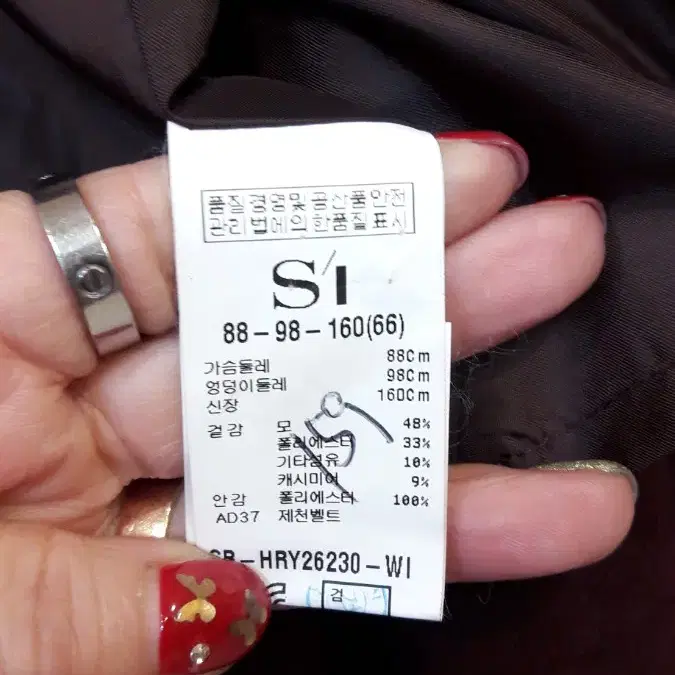 품질경영및공산품안전
관리법에의한품질표시
S'I
88-98-160(66)
가슴둘레 88Cm
엉덩이둘레 98Cm
신장 160Cm
겉감 모 48%
폴리에스터 33%
기타섬유 10%
캐시미어 9%
안감 폴리에스터 100%
AD37 제천벨트
-HRY26230-WI
검